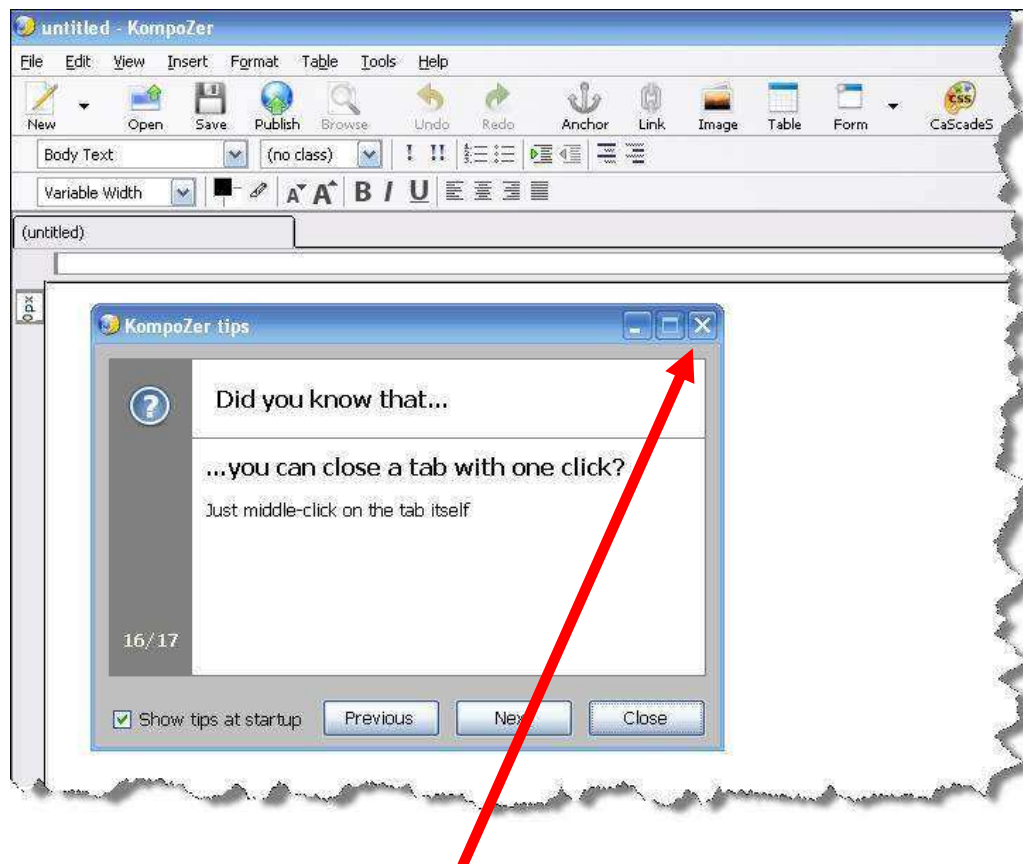 untitled - KompoZer
File Edit View Insert Format Table Tools Help
New Open Save Publish Browse Undo Redo Anchor Link Image Table Form CaScadeS
Body Text (no class) ! !!
Variable Width A A B I U
(untitled)
0px
KompoZer tips
Did you know that...
...you can close a tab with one click?
Just middle-click on the tab itself
16/17
Show tips at startup Previous Next Close